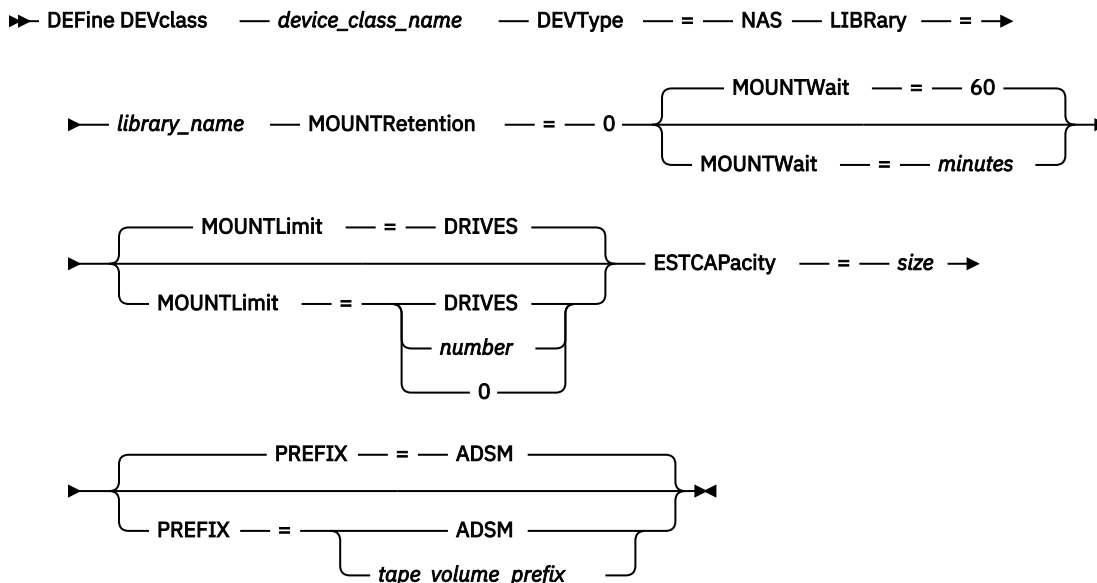 DEFine DEVclass device_class_name DEVType = NAS LIBRary =
MOUNTWait = 60
library_name MOUNTRetention = 0
MOUNTWait = minutes
MOUNTLimit = DRIVES
ESTCAPacity = size
MOUNTLimit = DRIVES
number
0
PREFIX = ADSM
PREFIX = ADSM
tape_volume_prefix